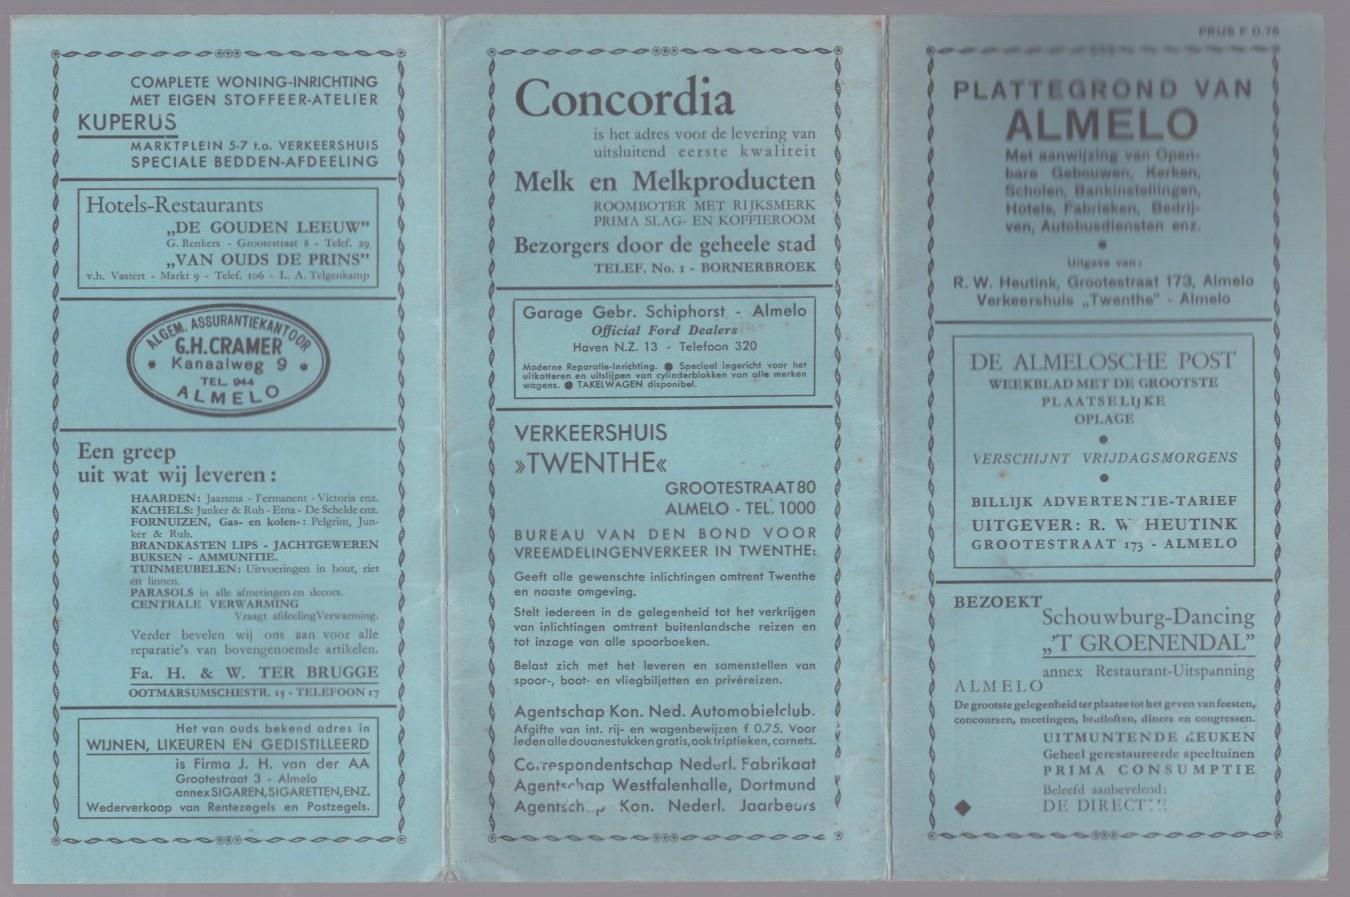 COMPLETE WONING-INRICHTING
MET EIGEN STOFFEER-ATELIER
KUPERUS
MARKTPLEIN 5-7 t.o. VERKEERSHUIS
SPECIALE BEDDEN-AFDEELING
Hotels-Restaurants
„DE GOUDEN LEEUW”
G. Renkers - Grootestraat 8 - Telef. 29
„VAN OUDS DE PRINS”
v.h. Vastert - Markt 9 - Telef. 106 - L. A. Telgenkamp
ALGEM. ASSURANTIEKANTOOR
G.H.CRAMER
* Kanaalweg 9 *
TEL. 944
ALMELO
Een greep
uit wat wij leveren:
HAARDEN: Jaarsma - Permanent - Victoria enz.
KACHELS: Junker & Ruh - Etna - De Schelde enz.
FORNUIZEN, Gas- en kolen-: Pelgrim, Jun-
ker & Ruh.
BRANDKASTEN LIPS - JACHTGEWEREN
BUKSEN - AMMUNITIE.
TUINMEUBELEN: Uitvoeringen in hout, riet
en linnen.
PARASOLS in alle afmetingen en decors.
CENTRALE VERWARMING
Vraagt afdeeling Verwarming.
Verder bevelen wij ons aan voor alle
reparatie's van bovengenoemde artikelen.
Fa. H. & W. TER BRUGGE
OOTMARSUMSCHESTR. 15 - TELEFOON 17
Het van ouds bekend adres in
WIJNEN, LIKEUREN EN GEDISTILLEERD
is Firma J. H. van der AA
Grootestraat 3 - Almelo
annex SIGAREN, SIGARETTEN, ENZ.
Wederverkoop van Rentezegels en Postzegels.
Concordia
is het adres voor de levering van
uitsluitend eerste kwaliteit
Melk en Melkproducten
ROOMBOTER MET RIJKSMERK
PRIMA SLAG- EN KOFFIEROOM
Bezorgers door de geheele stad
TELEF. No. 1 - BORNERBROEK
Garage Gebr. Schiphorst - Almelo
Official Ford Dealers
Haven N.Z. 13 - Telefoon 320
Moderne Reparatie-Inrichting. ● Speciaal ingericht voor het
uitkotteren en uitslijpen van cylinderblokken van alle merken
wagens. ● TAKELWAGEN disponibel.
VERKEERSHUIS
»TWENTHE«
GROOTESTRAAT 80
ALMELO - TEL. 1000
BUREAU VAN DEN BOND VOOR
VREEMDELINGENVERKEER IN TWENTHE:
Geeft alle gewenschte inlichtingen omtrent Twenthe
en naaste omgeving.
Stelt iedereen in de gelegenheid tot het verkrijgen
van inlichtingen omtrent buitenlandsche reizen en
tot inzage van alle spoorboeken.
Belast zich met het leveren en samenstellen van
spoor-, boot- en vliegbiljetten en privéreizen.
Agentschap Kon. Ned. Automobielclub.
Afgifte van int. rij- en wagenbewijzen f 0.75. Voor
leden alle douanestukken gratis, ook triptieken, carnets.
Correspondentschap Nederl. Fabrikaat
Agentschap Westfalenhalle, Dortmund
Agentschap Kon. Nederl. Jaarbeurs
PRIJS F 0.75
PLATTEGROND VAN
ALMELO
Met aanwijzing van Open-
bare Gebouwen, Kerken,
Scholen, Bankinstellingen,
Hotels, Fabrieken, Bedrij-
ven, Autobusdiensten enz.
●
Uitgave van:
R. W. Heutink, Grootestraat 173, Almelo
Verkeershuis „Twenthe” - Almelo
DE ALMELOSCHE POST
WEEKBLAD MET DE GROOTSTE
PLAATSELIJKE
OPLAGE
●
VERSCHIJNT VRIJDAGSMORGENS
●
BILLIJK ADVERTENTIE-TARIEF
UITGEVER: R. W HEUTINK
GROOTESTRAAT 173 - ALMELO
BEZOEKT
Schouwburg-Dancing
„'T GROENENDAL”
annex Restaurant-Uitspanning
ALMELO
De grootste gelegenheid ter plaatse tot het geven van feesten,
concoursen, meetingen, bruiloften, diners en congressen.
UITMUNTENDE KEUKEN
Geheel gerestaureerde speeltuinen
PRIMA CONSUMPTIE
Beleefd aanbevelend:
DE DIRECTIE